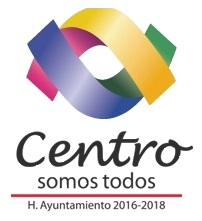 Centro
somos todos
H. Ayuntamiento 2016-2018